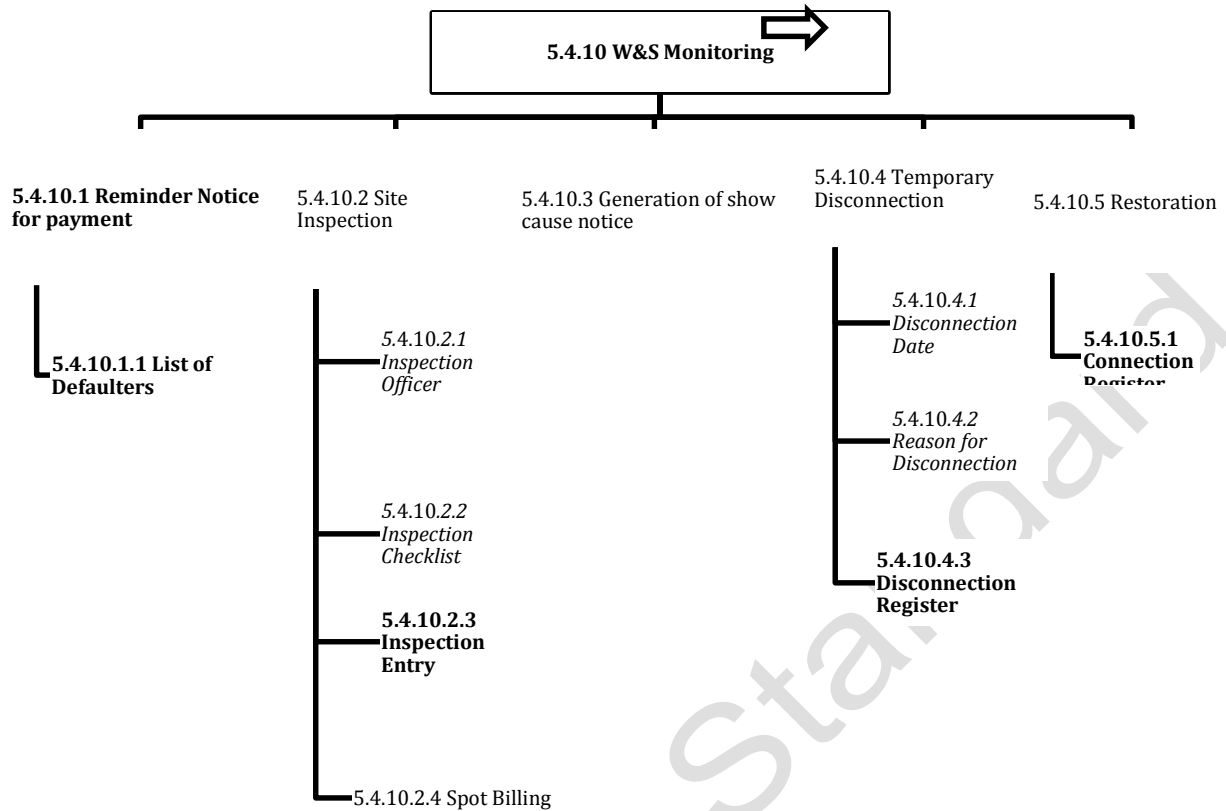 5.4.10 W&S Monitoring
5.4.10.1 Reminder Notice
for payment
5.4.10.1.1 List of
Defaulters
5.4.10.2 Site
Inspection
5.4.10.2.1
Inspection
Officer
5.4.10.2.2
Inspection
Checklist
5.4.10.2.3
Inspection
Entry
5.4.10.2.4 Spot Billing
5.4.10.3 Generation of show
cause notice
5.4.10.4 Temporary
Disconnection
5.4.10.4.1
Disconnection
Date
5.4.10.4.2
Reason for
Disconnection
5.4.10.4.3
Disconnection
Register
5.4.10.5 Restoration
5.4.10.5.1
Connection
Register